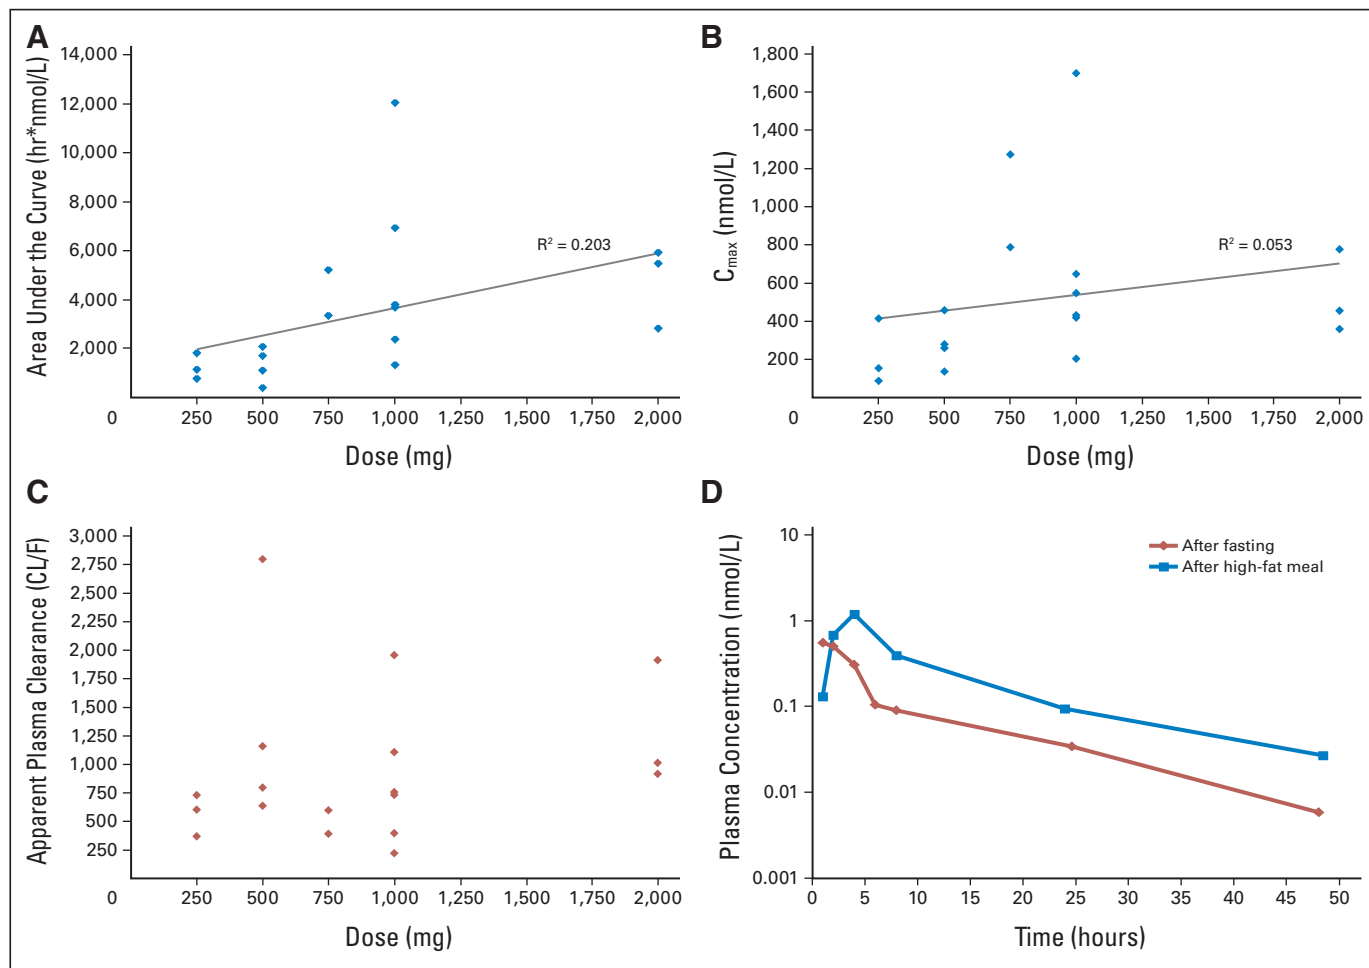 A
14,000
12,000
10,000
8,000
6,000
4,000
2,000
Area Under the Curve (hr*nmol/L)
R² = 0.203
0 250 500 750 1,000 1,250 1,500 1,750 2,000
Dose (mg)
B
1,800
1,600
1,400
1,200
1,000
800
600
400
200
Cmax (nmol/L)
R² = 0.053
0 250 500 750 1,000 1,250 1,500 1,750 2,000
Dose (mg)
C
3,000
2,750
2,500
2,250
2,000
1,750
1,500
1,250
1,000
750
500
250
Apparent Plasma Clearance (CL/F)
0 250 500 750 1,000 1,250 1,500 1,750 2,000
Dose (mg)
D
10
1
0.1
0.01
0.001
Plasma Concentration (nmol/L)
After fasting
After high-fat meal
0 5 10 15 20 25 30 35 40 45 50
Time (hours)